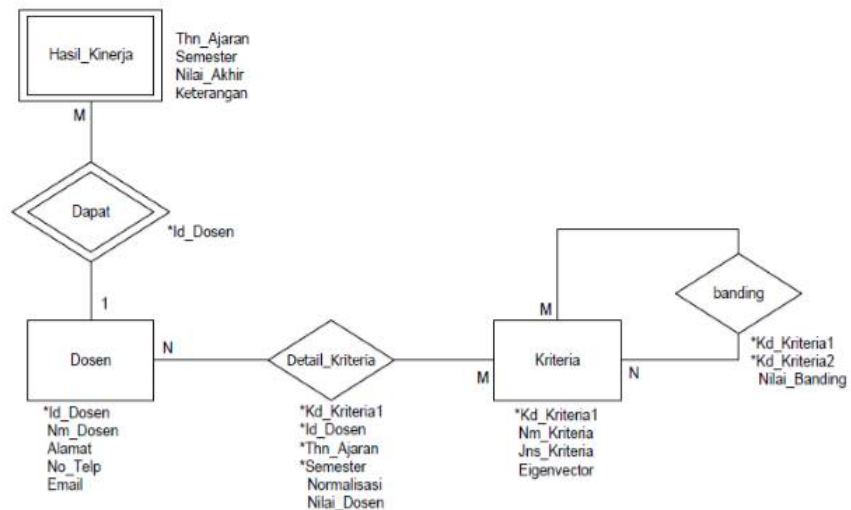 Hasil_Kinerja
Thn_Ajaran
Semester
Nilai_Akhir
Keterangan
M
Dapat
*Id_Dosen
1
Dosen
N
*Id_Dosen
Nm_Dosen
Alamat
No_Telp
Email
Detail_Kriteria
*Kd_Kriteria1
*Id_Dosen
*Thn_Ajaran
*Semester
Normalisasi
Nilai_Dosen
M
M
Kriteria
N
*Kd_Kriteria1
Nm_Kriteria
Jns_Kriteria
Eigenvector
banding
*Kd_Kriteria1
*Kd_Kriteria2
Nilai_Banding